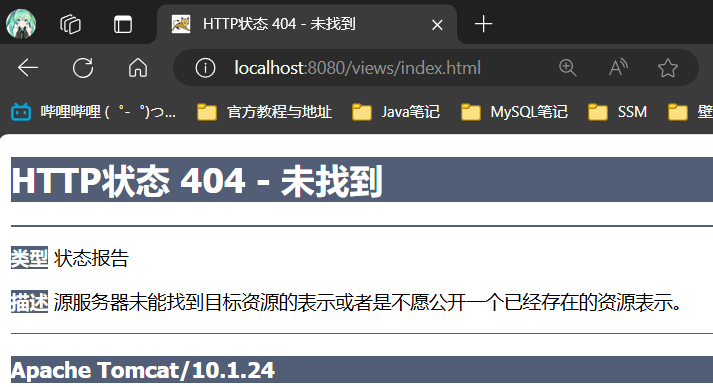 HTTP状态 404 - 未找到
localhost:8080/views/index.html
哔哩哔哩 (゜-゜)つ... 官方教程与地址 Java笔记 MySQL笔记 SSM 壁
HTTP状态 404 - 未找到
类型 状态报告
描述 源服务器未能找到目标资源的表示或者是不愿公开一个已经存在的资源表示。
Apache Tomcat/10.1.24